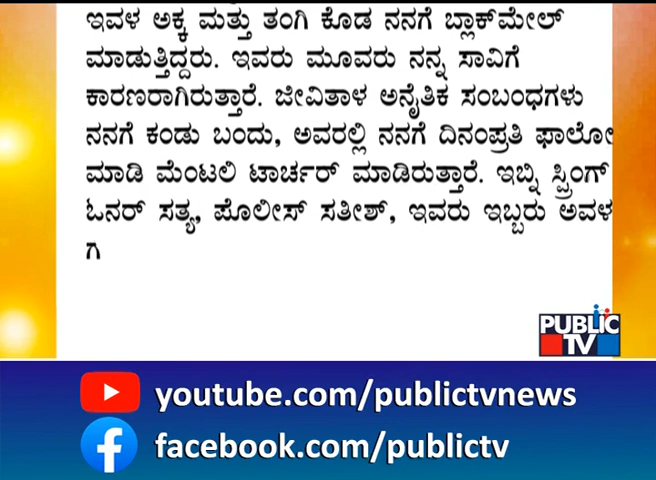 ಇವಳ ಅಕ್ಕ ಮತ್ತು ತಂಗಿ ಕೊಡ ನನಗೆ ಬ್ಲಾಕ್‌ಮೇಲ್
ಮಾಡುತ್ತಿದ್ದರು. ಇವರು ಮೂವರು ನನ್ನ ಸಾವಿಗೆ
ಕಾರಣರಾಗಿರುತ್ತಾರೆ. ಜೀವಿತಾಳ ಅನೈತಿಕ ಸಂಬಂಧಗಳು
ನನಗೆ ಕಂಡು ಬಂದು, ಅವರಲ್ಲಿ ನನಗೆ ದಿನಂಪ್ರತಿ ಫಾಲೋ
ಮಾಡಿ ಮೆಂಟಲಿ ಟಾರ್ಚರ್ ಮಾಡಿರುತ್ತಾರೆ. ಇಬ್ನಿ ಸ್ಪ್ರಿಂಗ್
ಓನರ್ ಸತ್ಯ, ಪೊಲೀಸ್ ಸತೀಶ್, ಇವರು ಇಬ್ಬರು ಅವಳ
ಗಿ
PUBLIC
TV
youtube.com/publictvnews
facebook.com/publictv